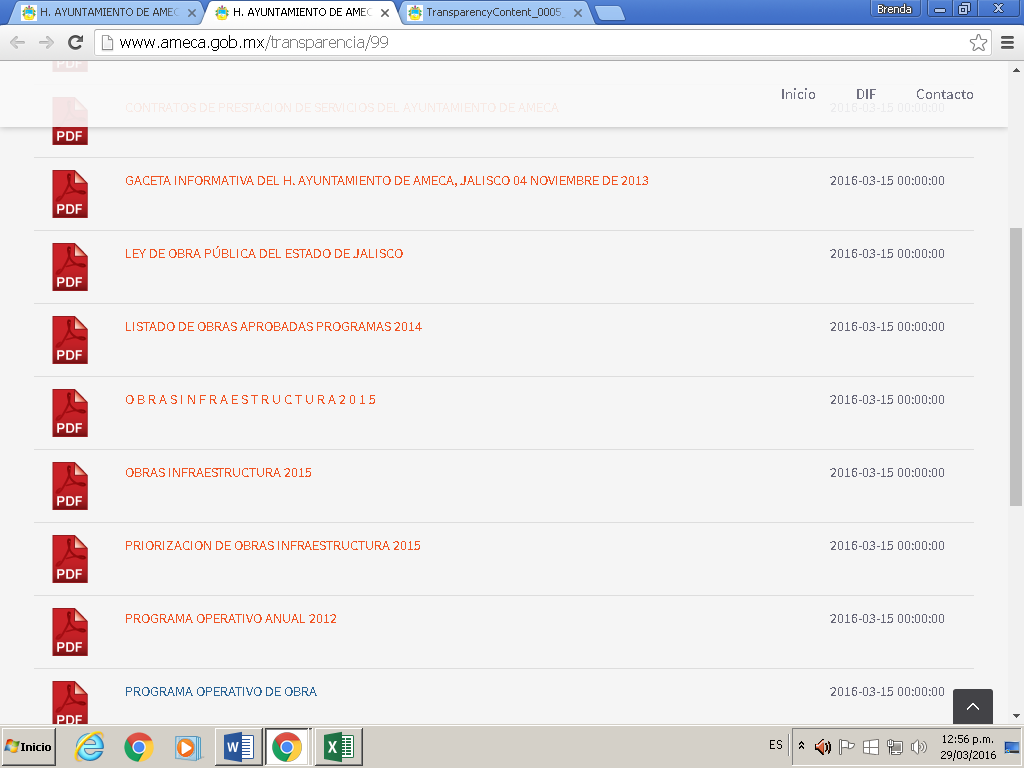 H. AYUNTAMIENTO DE AMEC
H. AYUNTAMIENTO DE AMEC
TransparencyContent_0005_
Brenda
www.ameca.gob.mx/transparencia/99
PDF
Inicio
DIF
Contacto
CONTRATOS DE PRESTACION DE SERVICIOS DEL AYUNTAMIENTO DE AMECA
2016-03-15 00:00:00
PDF
GACETA INFORMATIVA DEL H. AYUNTAMIENTO DE AMECA, JALISCO 04 NOVIEMBRE DE 2013
2016-03-15 00:00:00
PDF
LEY DE OBRA PÚBLICA DEL ESTADO DE JALISCO
2016-03-15 00:00:00
PDF
LISTADO DE OBRAS APROBADAS PROGRAMAS 2014
2016-03-15 00:00:00
PDF
O B R A S I N F R A E S T R U C T U R A 2 0 1 5
2016-03-15 00:00:00
PDF
OBRAS INFRAESTRUCTURA 2015
2016-03-15 00:00:00
PDF
PRIORIZACION DE OBRAS INFRAESTRUCTURA 2015
2016-03-15 00:00:00
PDF
PROGRAMA OPERATIVO ANUAL 2012
2016-03-15 00:00:00
PDF
PROGRAMA OPERATIVO DE OBRA
2016-03-15 00:00:00
PDF
Inicio
ES
12:56 p.m.
29/03/2016